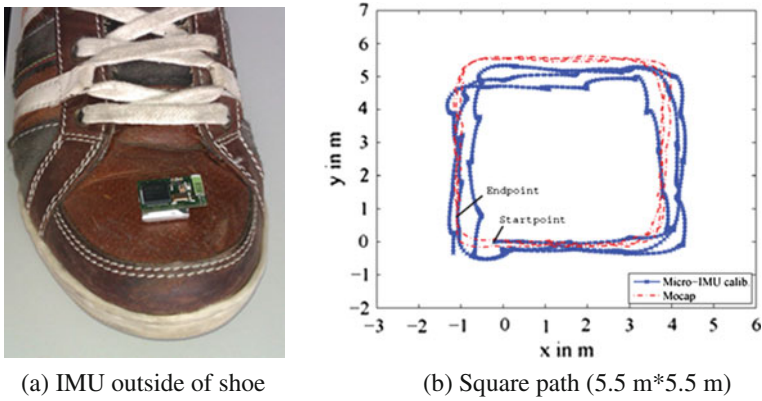 7
6
5
4
3
2
1
0
−1
−2
y in m
Endpoint
Startpoint
Micro−IMU calib.
Mocap
−3 −2 −1 0 1 2 3 4 5 6
x in m
(a) IMU outside of shoe
(b) Square path (5.5 m*5.5 m)